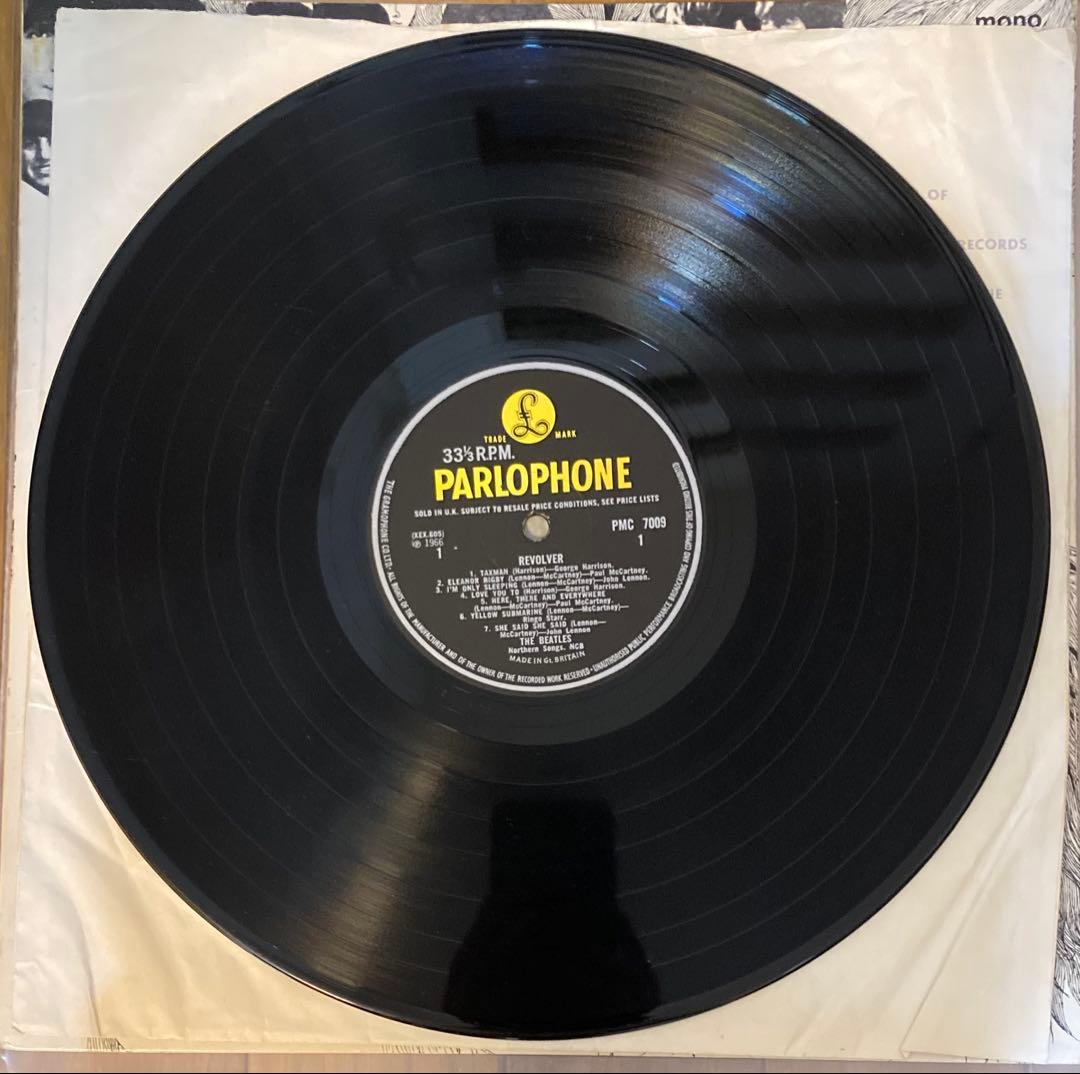 mono
OF
RECORDS
£
TRADE MARK
33⅓ R.P.M.
PARLOPHONE
SOLD IN U.K. SUBJECT TO RESALE PRICE CONDITIONS, SEE PRICE LISTS
(XEX.605)
℗ 1966
1
PMC 7009
1
REVOLVER
1. TAXMAN (Harrison)—George Harrison.
2. ELEANOR RIGBY (Lennon—McCartney)—Paul McCartney.
3. I'M ONLY SLEEPING (Lennon—McCartney)—John Lennon.
4. LOVE YOU TO (Harrison)—George Harrison.
5. HERE, THERE AND EVERYWHERE
(Lennon—McCartney)—Paul McCartney.
6. YELLOW SUBMARINE (Lennon—McCartney)—
Ringo Starr.
7. SHE SAID SHE SAID (Lennon—
McCartney)—John Lennon
THE BEATLES
Northern Songs. NCB
MADE IN Gt. BRITAIN
THE GRAMOPHONE CO. LTD. • ALL RIGHTS OF THE MANUFACTURER AND OF THE OWNER OF THE RECORDED WORK RESERVED • UNAUTHORISED PUBLIC PERFORMANCE BROADCASTING AND COPYING OF THIS RECORD PROHIBITED